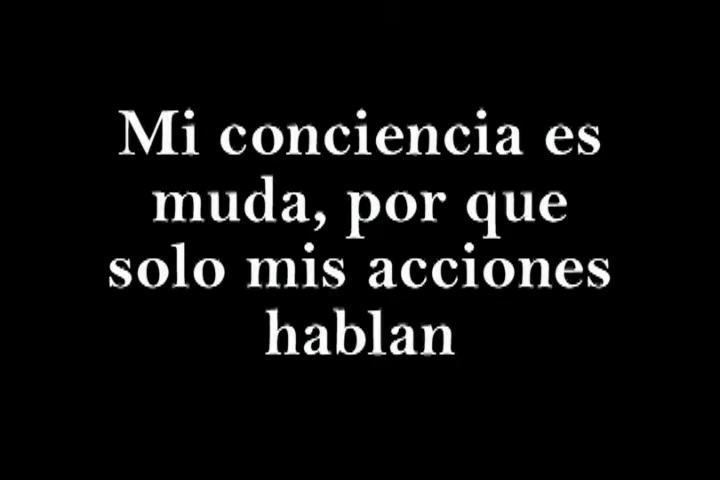 Mi conciencia es
muda, por que
solo mis acciones
hablan